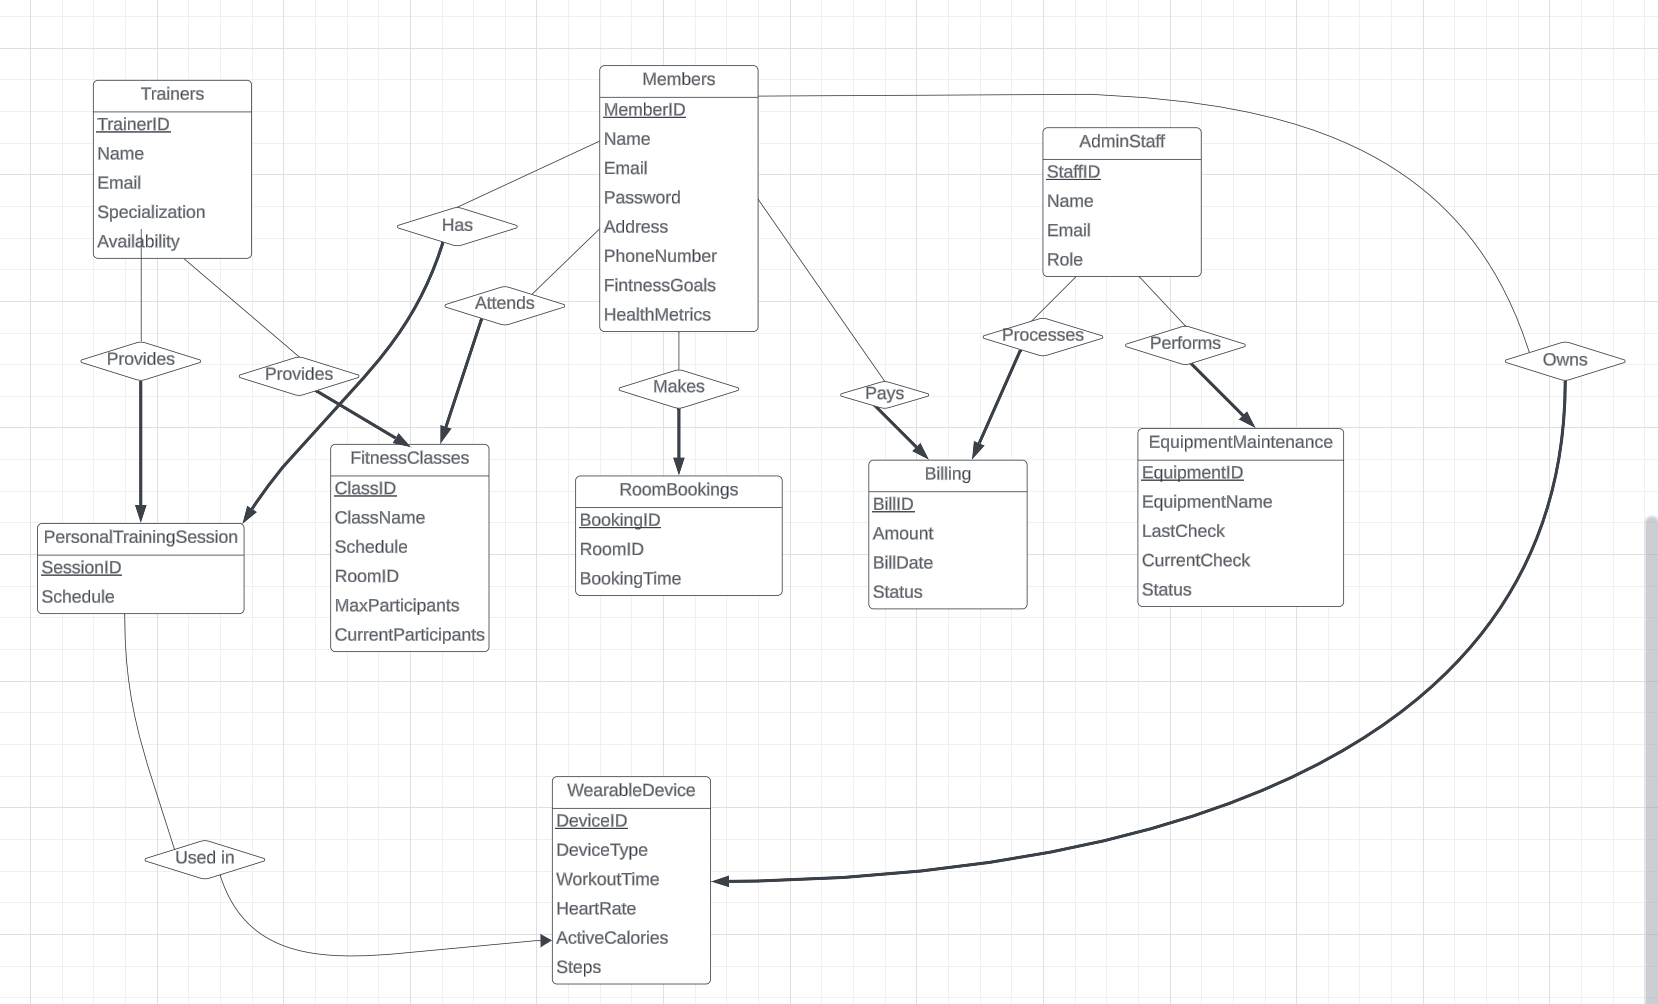 Trainers
TrainerID
Name
Email
Specialization
Availability
Members
MemberID
Name
Email
Password
Address
PhoneNumber
FintnessGoals
HealthMetrics
AdminStaff
StaffID
Name
Email
Role
Has
Attends
Provides
Provides
Makes
Pays
Processes
Performs
Owns
PersonalTrainingSession
SessionID
Schedule
FitnessClasses
ClassID
ClassName
Schedule
RoomID
MaxParticipants
CurrentParticipants
RoomBookings
BookingID
RoomID
BookingTime
Billing
BillID
Amount
BillDate
Status
EquipmentMaintenance
EquipmentID
EquipmentName
LastCheck
CurrentCheck
Status
Used in
WearableDevice
DeviceID
DeviceType
WorkoutTime
HeartRate
ActiveCalories
Steps